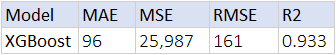 Model MAE MSE RMSE R2
XGBoost 96 25,987 161 0.933